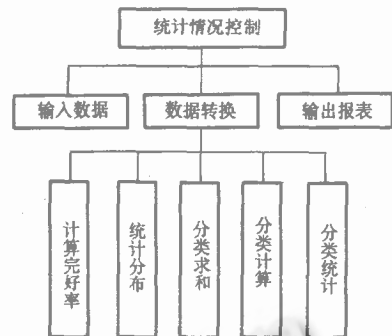 统计情况控制
输入数据
数据转换
输出报表
计算完好率
统计分布
分类求和
分类计算
分类统计